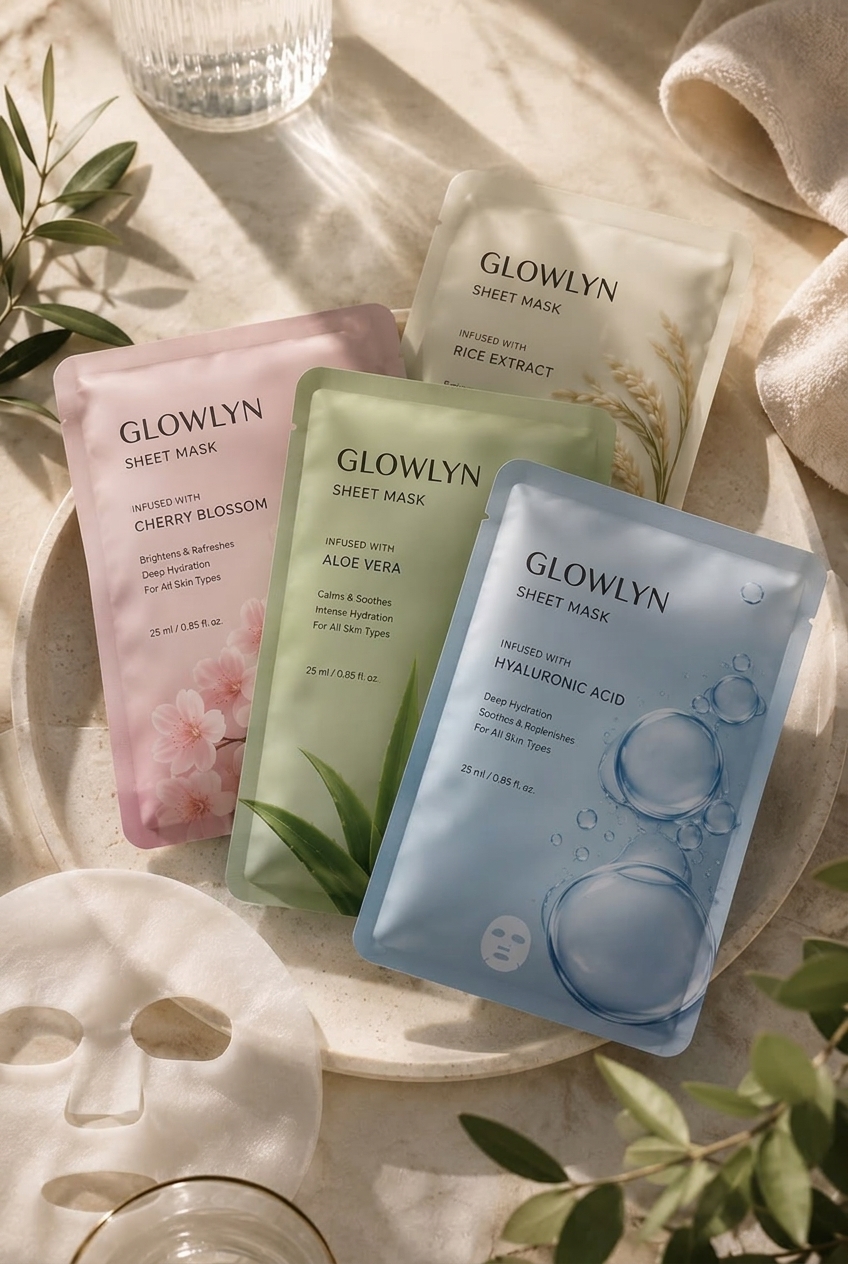 GLOWLYN
SHEET MASK
INFUSED WITH
RICE EXTRACT
GLOWLYN
SHEET MASK
INFUSED WITH
CHERRY BLOSSOM
Brightens & Rafreshes
Deep Hydration
For All Skin Types
25 ml / 0.85 fl. oz.
GLOWLYN
SHEET MASK
INFUSED WITH
ALOE VERA
Calms & Soothes
Intense Hydration
For All Skm Types
25 ml / 0.85 fl. oz.
GLOWLYN
SHEET MASK
INFUSED WITH
HYALURONIC ACID
Deep Hydration
Soothes & Replenishes
For All Skin Types
25 ml / 0.85 fl. oz.